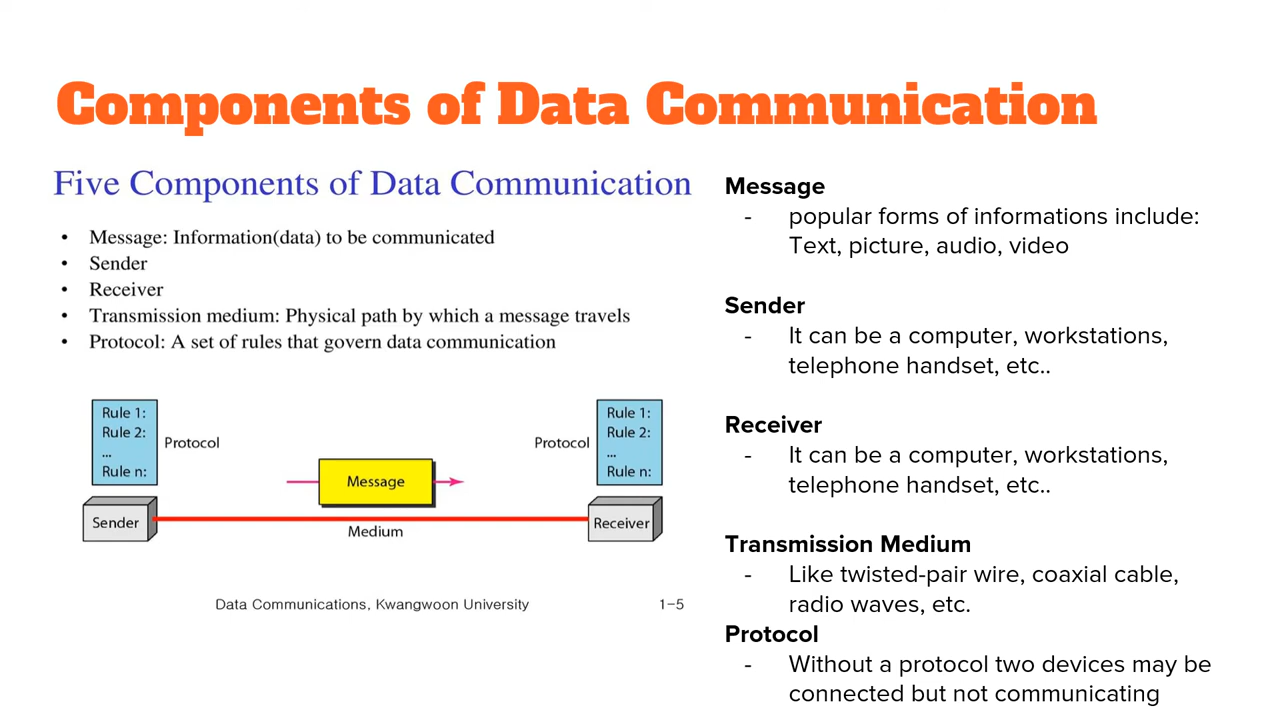 Components of Data Communication
Five Components of Data Communication
• Message: Information(data) to be communicated
• Sender
• Receiver
• Transmission medium: Physical path by which a message travels
• Protocol: A set of rules that govern data communication
Rule 1:
Rule 2:
...
Rule n:
Protocol
Sender
Message
Medium
Protocol
Rule 1:
Rule 2:
...
Rule n:
Receiver
Data Communications, Kwangwoon University
1-5
Message
- popular forms of informations include:
Text, picture, audio, video
Sender
- It can be a computer, workstations,
telephone handset, etc..
Receiver
- It can be a computer, workstations,
telephone handset, etc..
Transmission Medium
- Like twisted-pair wire, coaxial cable,
radio waves, etc.
Protocol
- Without a protocol two devices may be
connected but not communicating